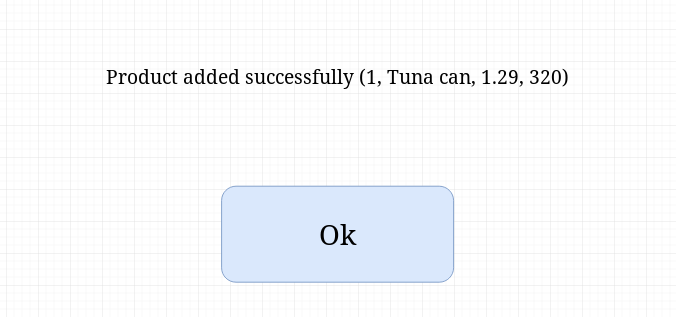 Product added successfully (1, Tuna can, 1.29, 320)
Ok